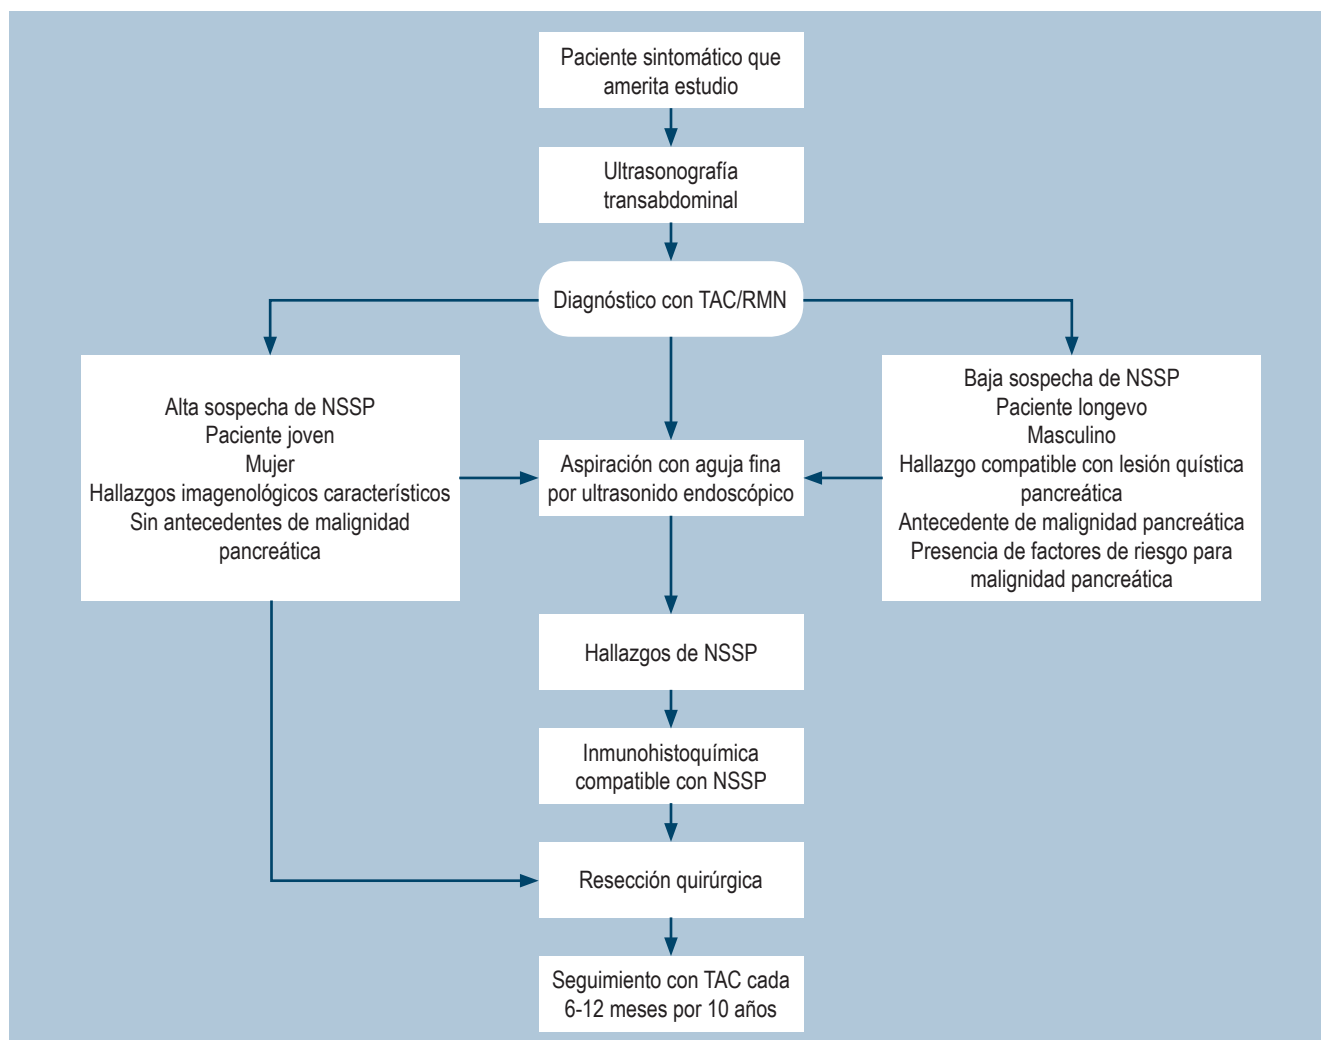 Paciente sintomático que
amerita estudio
Ultrasonografía
transabdominal
Diagnóstico con TAC/RMN
Alta sospecha de NSSP
Paciente joven
Mujer
Hallazgos imagenológicos característicos
Sin antecedentes de malignidad
pancreática
Aspiración con aguja fina
por ultrasonido endoscópico
Baja sospecha de NSSP
Paciente longevo
Masculino
Hallazgo compatible con lesión quística
pancreática
Antecedente de malignidad pancreática
Presencia de factores de riesgo para
malignidad pancreática
Hallazgos de NSSP
Inmunohistoquímica
compatible con NSSP
Resección quirúrgica
Seguimiento con TAC cada
6-12 meses por 10 años